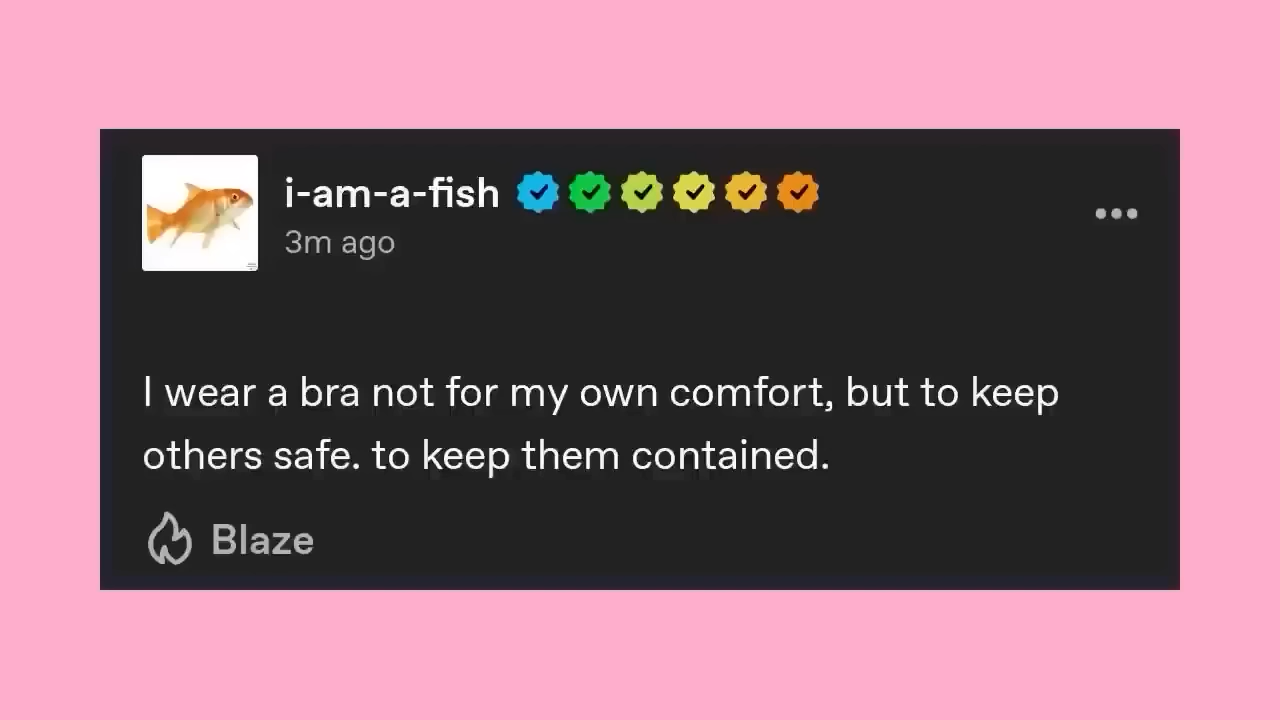 i-am-a-fish
3m ago
I wear a bra not for my own comfort, but to keep
others safe. to keep them contained.
Blaze